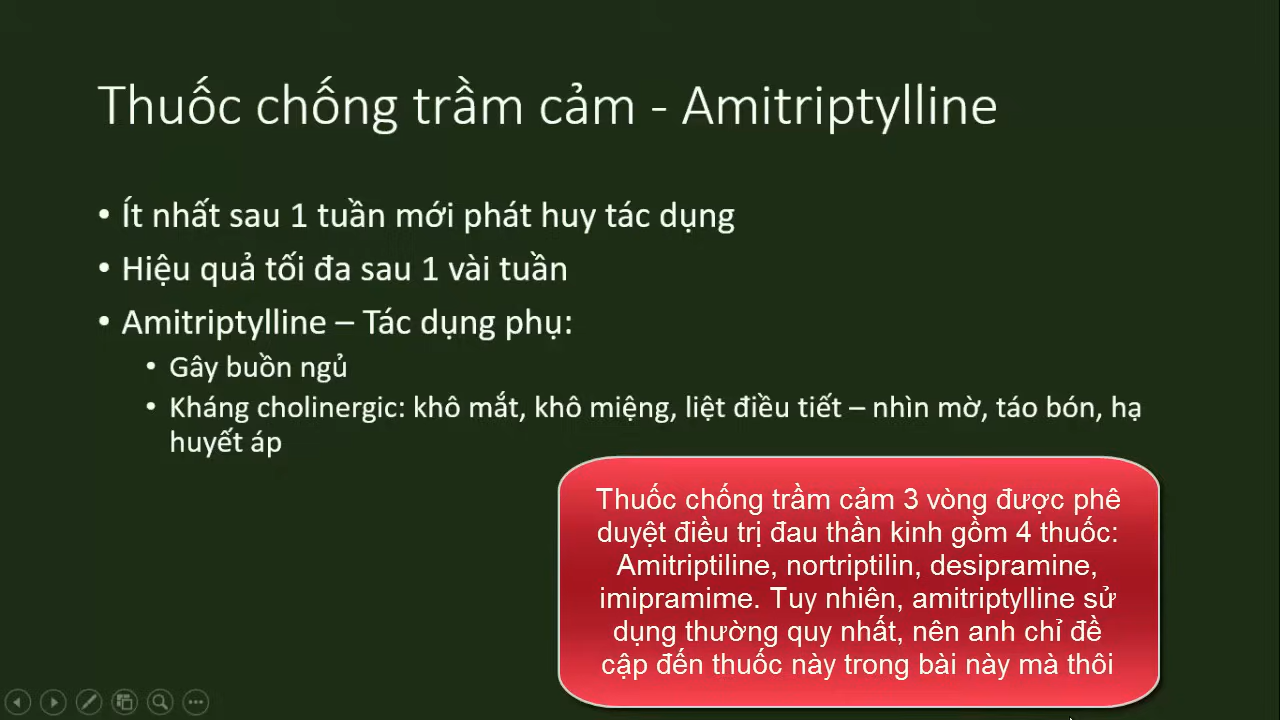 Thuốc chống trầm cảm - Amitriptylline
• Ít nhất sau 1 tuần mới phát huy tác dụng
• Hiệu quả tối đa sau 1 vài tuần
• Amitriptylline – Tác dụng phụ:
• Gây buồn ngủ
• Kháng cholinergic: khô mắt, khô miệng, liệt điều tiết – nhìn mờ, táo bón, hạ
huyết áp
Thuốc chống trầm cảm 3 vòng được phê
duyệt điều trị đau thần kinh gồm 4 thuốc:
Amitriptiline, nortriptilin, desipramine,
imipramime. Tuy nhiên, amitriptylline sử
dụng thường quy nhất, nên anh chỉ đề
cập đến thuốc này trong bài này mà thôi